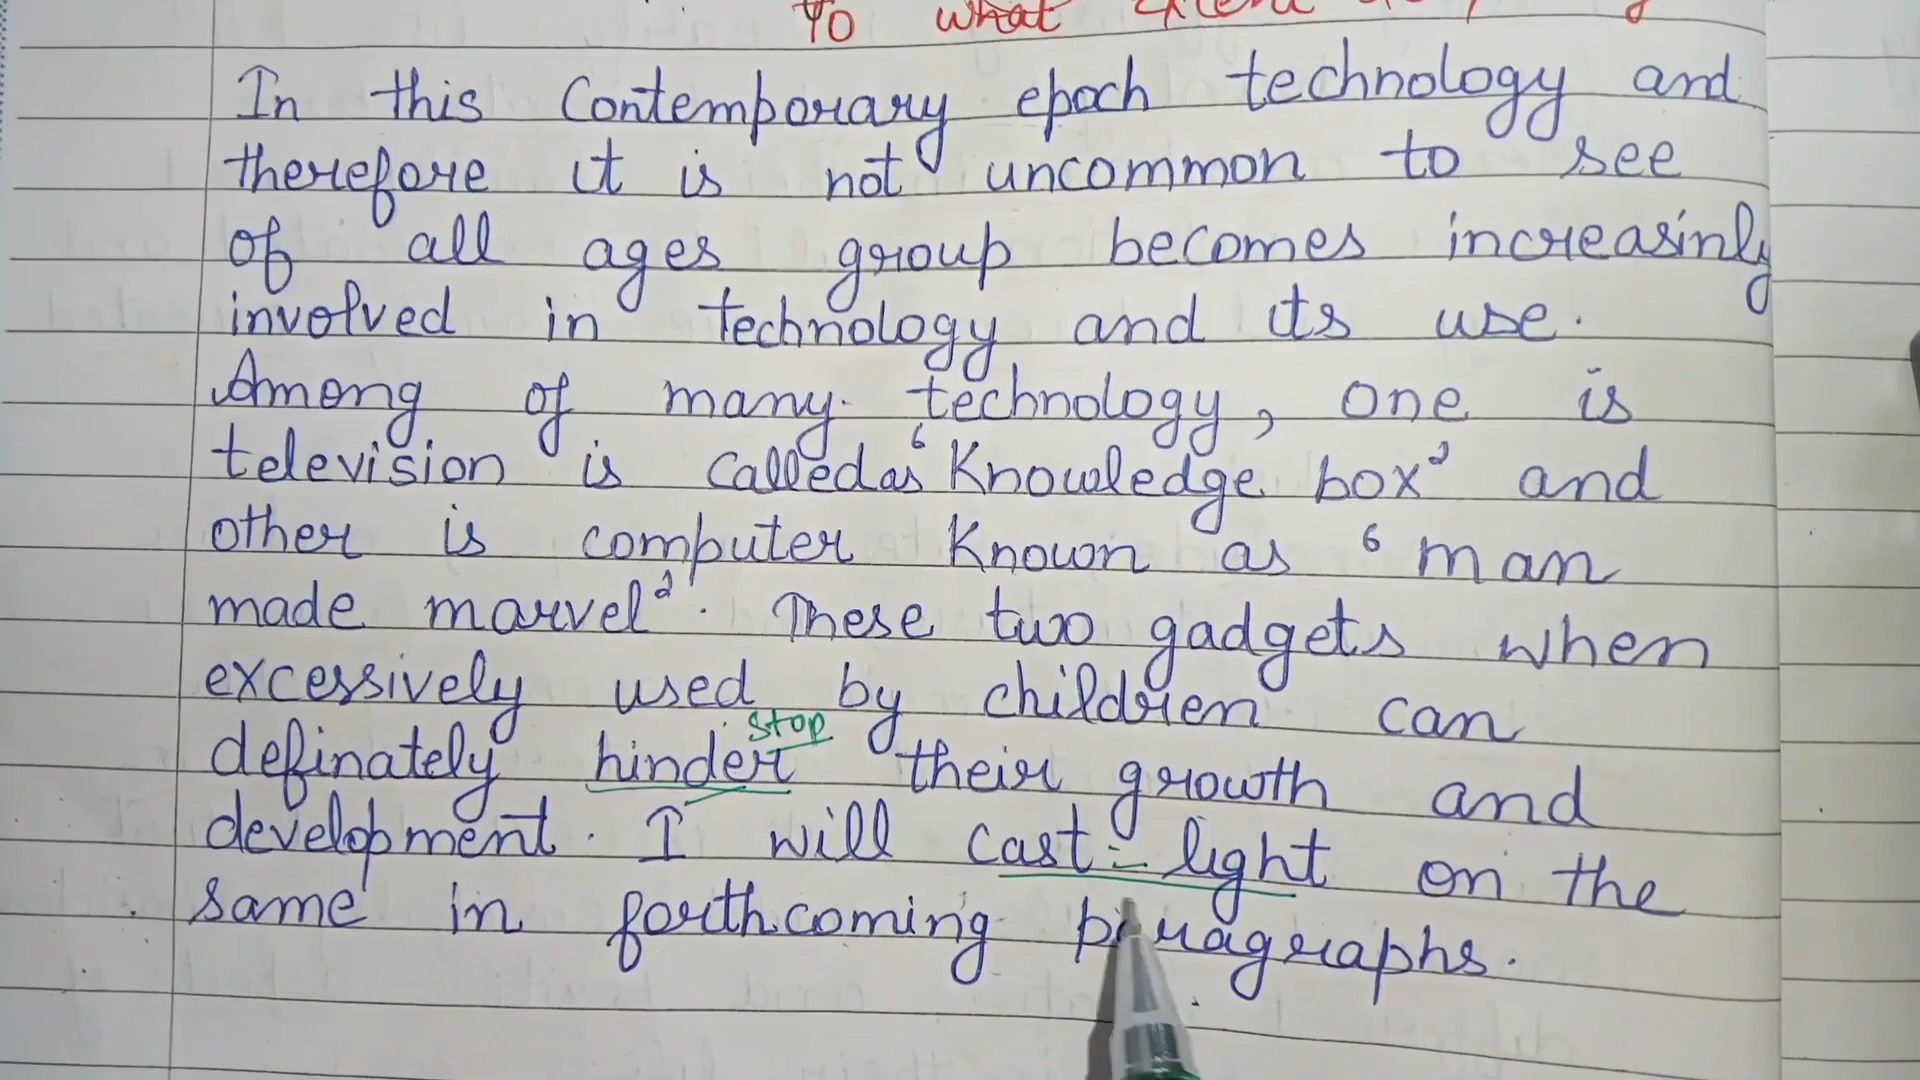 To what
In this Contemporary epoch technology and
therefore it is not uncommon to see
of all ages group becomes increasinly
involved in technology and its use.
Among of many. technology, one is
television is called as ‘Knowledge box’ and
other is computer Known as ‘man
made marvel’. These two gadgets when
excessively used by children can
stop
definately hinder their growth and
development. I will cast light on the
same in forthcoming paragraphs.